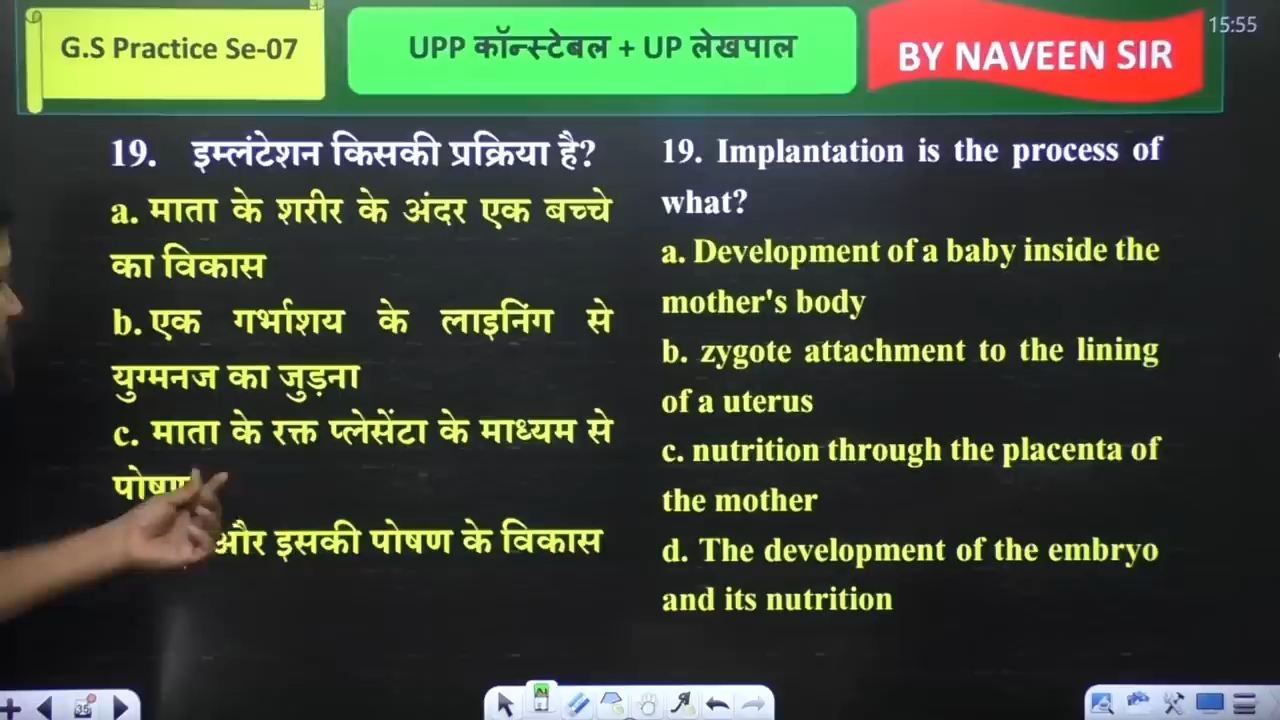 G.S Practice Se-07
UPP कॉन्स्टेबल + UP लेखपाल
BY NAVEEN SIR
15:55
19. इम्लंटेशन किसकी प्रक्रिया है?
a. माता के शरीर के अंदर एक बच्चे
का विकास
b. एक गर्भाशय के लाइनिंग से
युग्मनज का जुड़ना
c. माता के रक्त प्लेसेंटा के माध्यम से
पोषण
और इसकी पोषण के विकास
19. Implantation is the process of
what?
a. Development of a baby inside the
mother's body
b. zygote attachment to the lining
of a uterus
c. nutrition through the placenta of
the mother
d. The development of the embryo
and its nutrition
35